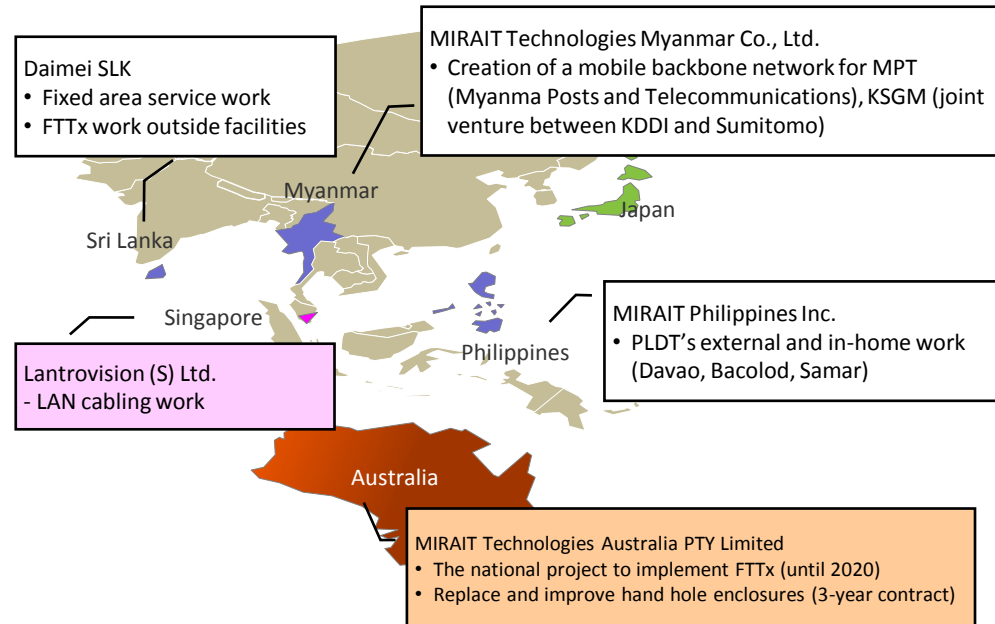 Daimei SLK
• Fixed area service work
• FTTx work outside facilities
MIRAIT Technologies Myanmar Co., Ltd.
• Creation of a mobile backbone network for MPT
(Myanma Posts and Telecommunications), KSGM (joint
venture between KDDI and Sumitomo)
Myanmar
Japan
Sri Lanka
Singapore
Philippines
MIRAIT Philippines Inc.
• PLDT's external and in-home work
(Davao, Bacolod, Samar)
Lantrovision (S) Ltd.
- LAN cabling work
Australia
MIRAIT Technologies Australia PTY Limited
• The national project to implement FTTx (until 2020)
• Replace and improve hand hole enclosures (3-year contract)